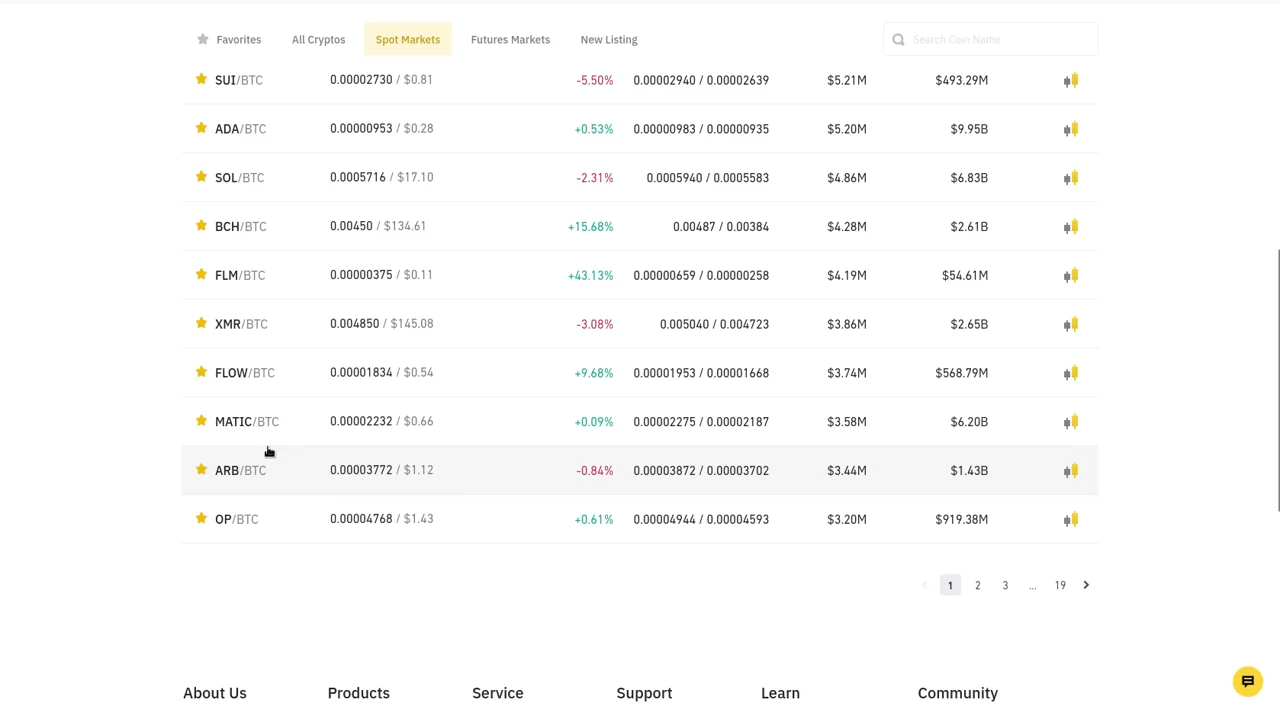 Favorites All Cryptos Spot Markets Futures Markets New Listing Search Coin Name
SUI/BTC 0.00002730 / $0.81 -5.50% 0.00002940 / 0.00002639 $5.21M $493.29M
ADA/BTC 0.00000953 / $0.28 +0.53% 0.00000983 / 0.00000935 $5.20M $9.95B
SOL/BTC 0.0005716 / $17.10 -2.31% 0.0005940 / 0.0005583 $4.86M $6.83B
BCH/BTC 0.00450 / $134.61 +15.68% 0.00487 / 0.00384 $4.28M $2.61B
FLM/BTC 0.00000375 / $0.11 +43.13% 0.00000659 / 0.00000258 $4.19M $54.61M
XMR/BTC 0.004850 / $145.08 -3.08% 0.005040 / 0.004723 $3.86M $2.65B
FLOW/BTC 0.00001834 / $0.54 +9.68% 0.00001953 / 0.00001668 $3.74M $568.79M
MATIC/BTC 0.00002232 / $0.66 +0.09% 0.00002275 / 0.00002187 $3.58M $6.20B
ARB/BTC 0.00003772 / $1.12 -0.84% 0.00003872 / 0.00003702 $3.44M $1.43B
OP/BTC 0.00004768 / $1.43 +0.61% 0.00004944 / 0.00004593 $3.20M $919.38M
1 2 3 ... 19
About Us Products Service Support Learn Community